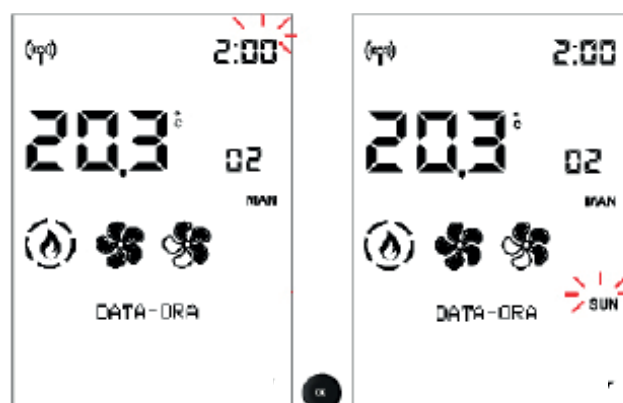 2:00
20.3 °C
02
MAN
DATA-ORA
2:00
20.3 °C
02
MAN
SUN
DATA-ORA
OK